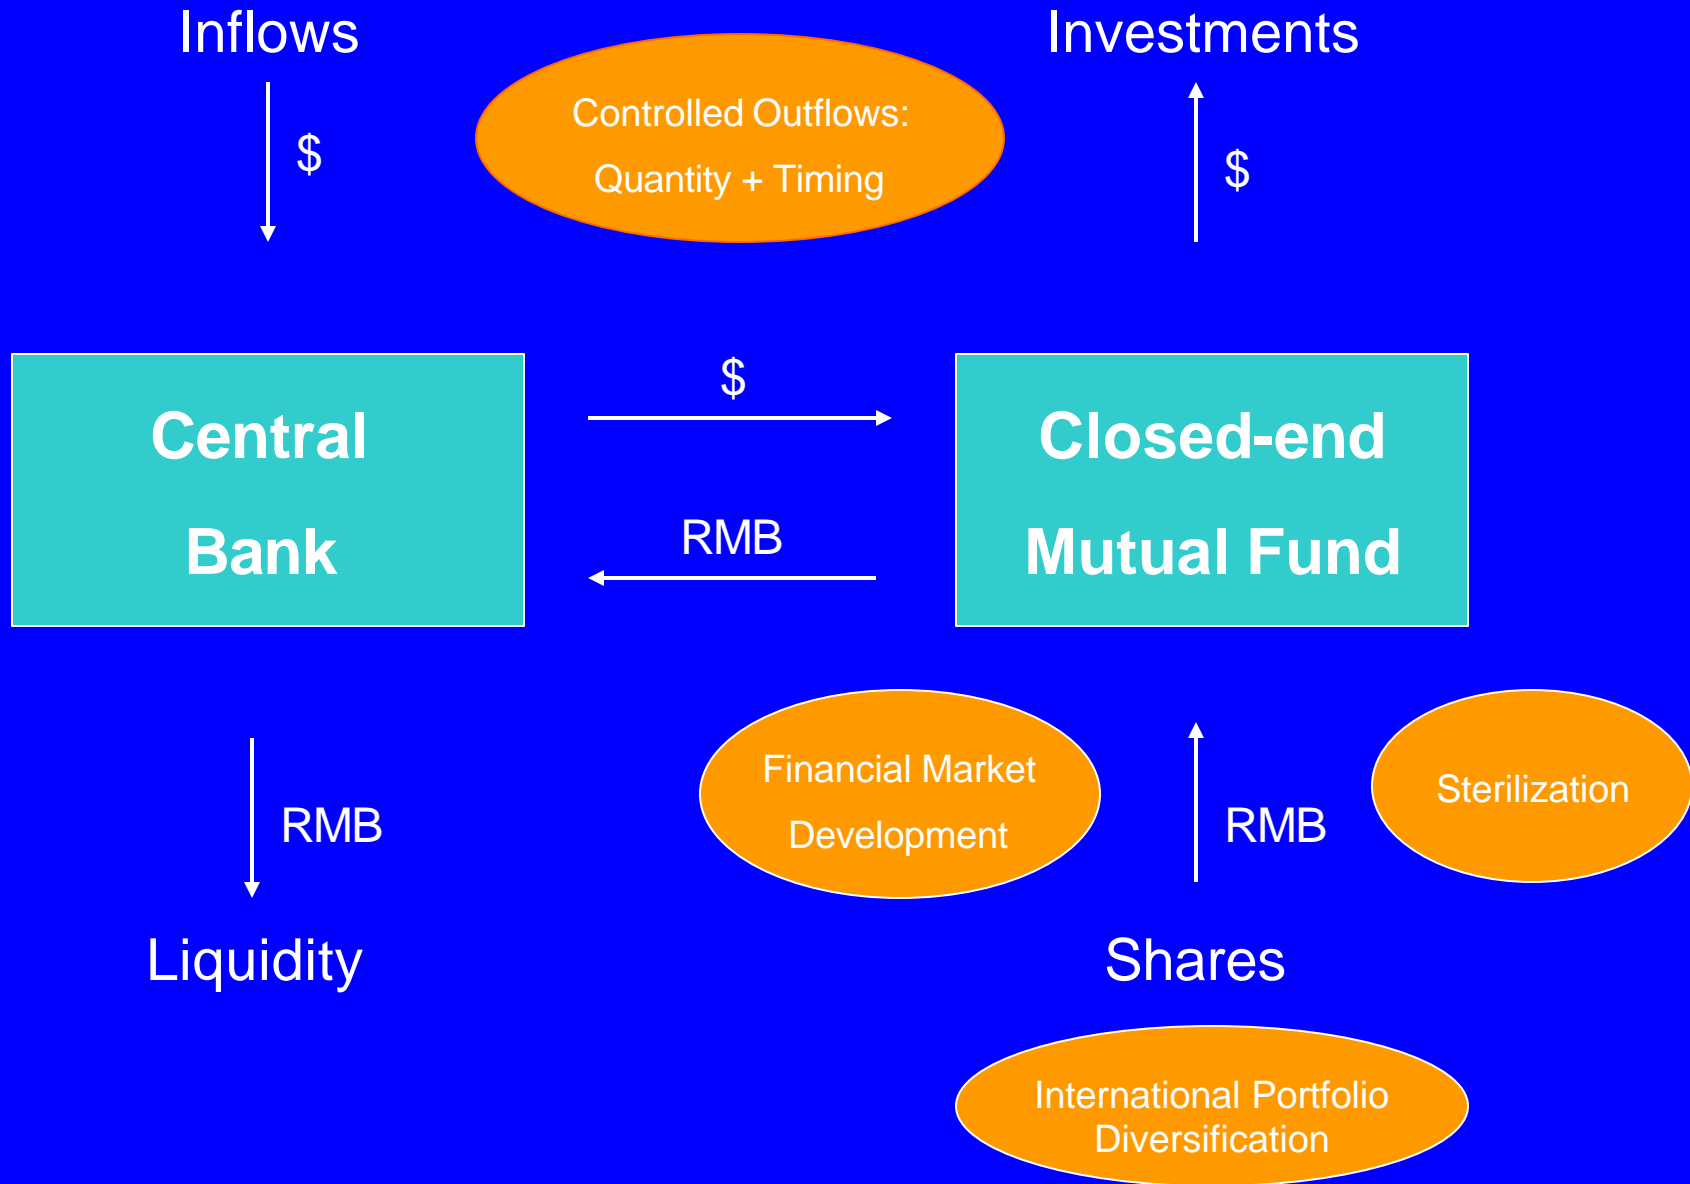 Inflows
Investments
Controlled Outflows:
Quantity + Timing
$
$
$
Central
Bank
Closed-end
Mutual Fund
RMB
Financial Market
Development
Sterilization
RMB
RMB
Liquidity
Shares
International Portfolio
Diversification